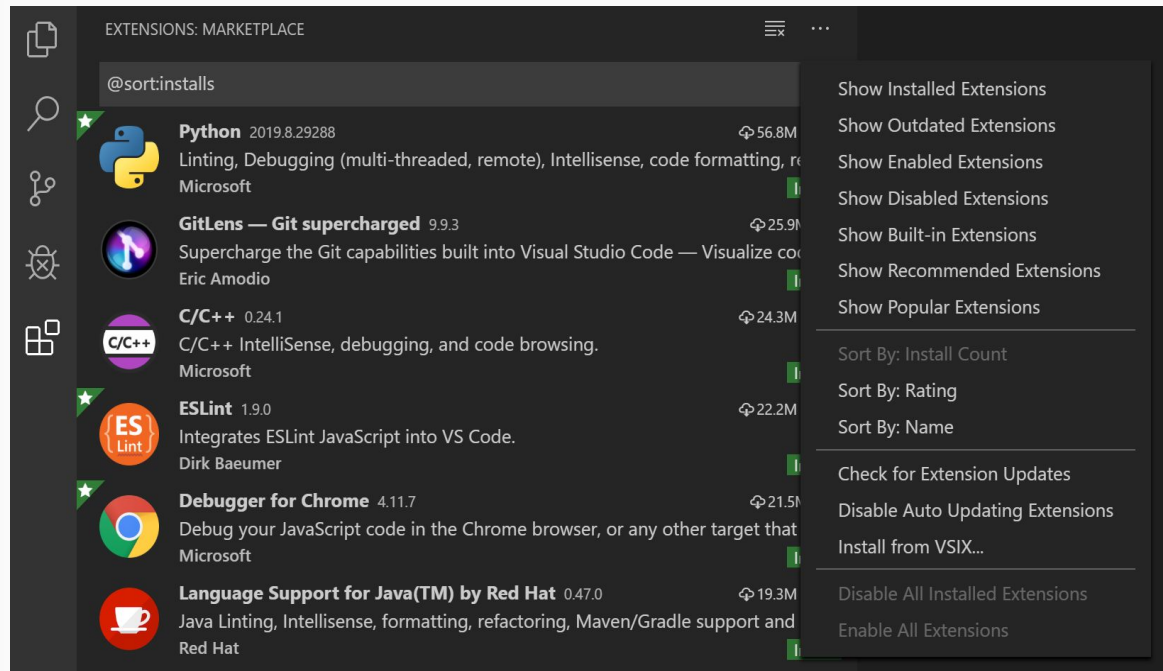 EXTENSIONS: MARKETPLACE
@sort:installs
Python 2019.8.29288 56.8M
Linting, Debugging (multi-threaded, remote), Intellisense, code formatting,
Microsoft
GitLens — Git supercharged 9.9.3 25.9
Supercharge the Git capabilities built into Visual Studio Code — Visualize
Eric Amodio
C/C++
C/C++ 0.24.1 24.3M
C/C++ IntelliSense, debugging, and code browsing.
Microsoft
ES
Lint
ESLint 1.9.0 22.2M
Integrates ESLint JavaScript into VS Code.
Dirk Baeumer
Debugger for Chrome 4.11.7 21.5
Debug your JavaScript code in the Chrome browser, or any other target that
Microsoft
Language Support for Java(TM) by Red Hat 0.47.0 19.3M
Java Linting, Intellisense, formatting, refactoring, Maven/Gradle support and
Red Hat
Show Installed Extensions
Show Outdated Extensions
Show Enabled Extensions
Show Disabled Extensions
Show Built-in Extensions
Show Recommended Extensions
Show Popular Extensions
Sort By: Install Count
Sort By: Rating
Sort By: Name
Check for Extension Updates
Disable Auto Updating Extensions
Install from VSIX...
Disable All Installed Extensions
Enable All Extensions